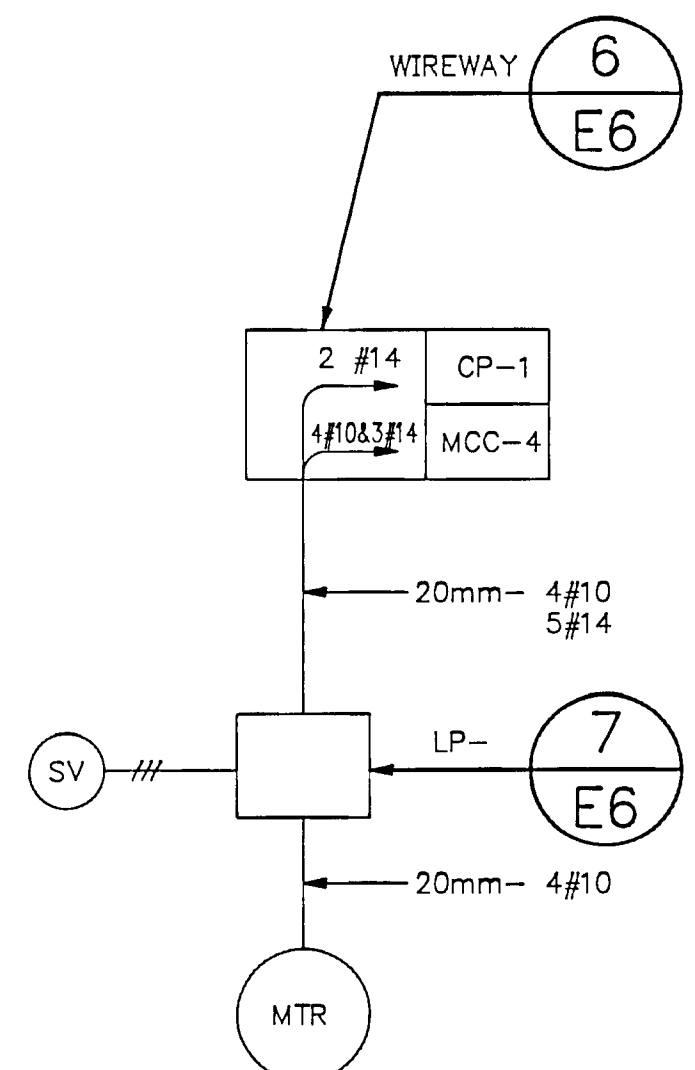 WIREWAY
6
E6
2 #14
CP-1
4#10&3#14
MCC-4
20mm- 4#10
5#14
LP-
7
E6
SV
20mm- 4#10
MTR